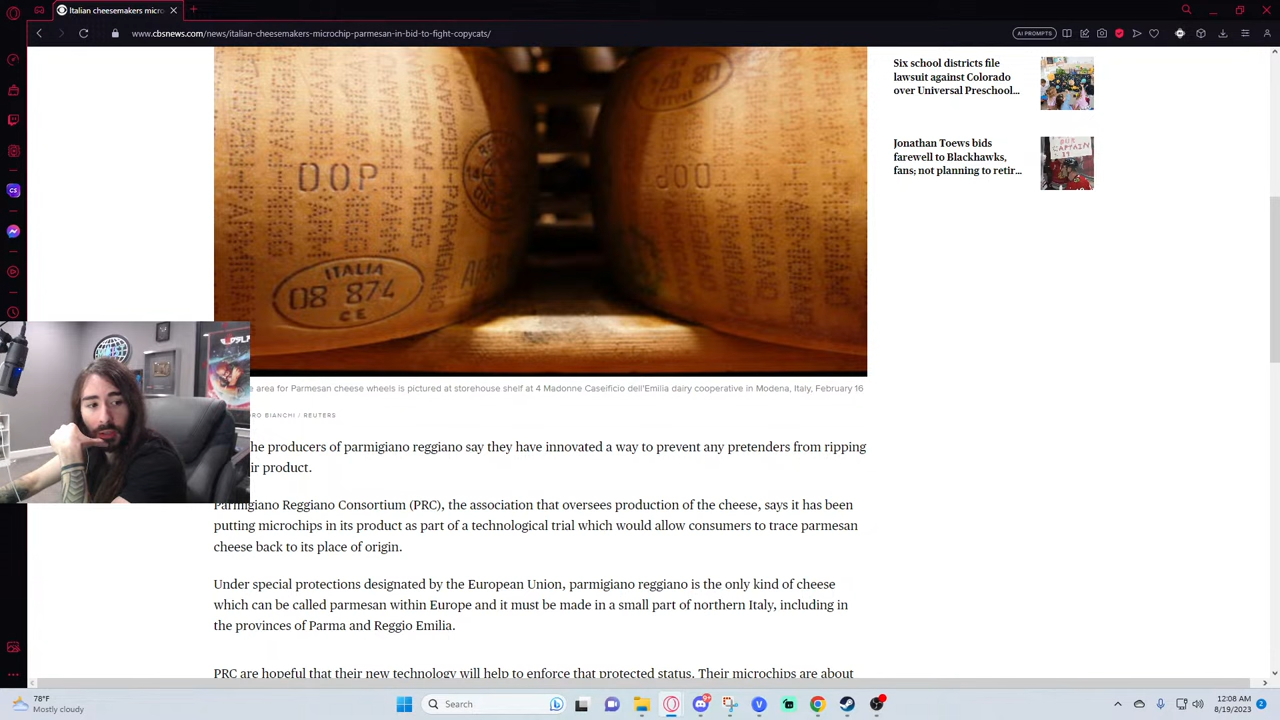 Italian cheesemakers microc
www.cbsnews.com/news/italian-cheesemakers-microchip-parmesan-in-bid-to-fight-copycats/
AI PROMPTS
DOP
ITALIA
08 874
CE
DOP
Six school districts file
lawsuit against Colorado
over Universal Preschool...
Jonathan Toews bids
farewell to Blackhawks,
fans; not planning to retir...
area for Parmesan cheese wheels is pictured at storehouse shelf at 4 Madonne Caseificio dell'Emilia dairy cooperative in Modena, Italy, February 16
BIANCHI / REUTERS
he producers of parmigiano reggiano say they have innovated a way to prevent any pretenders from ripping
ir product.
Parmigiano Reggiano Consortium (PRC), the association that oversees production of the cheese, says it has been
putting microchips in its product as part of a technological trial which would allow consumers to trace parmesan
cheese back to its place of origin.
Under special protections designated by the European Union, parmigiano reggiano is the only kind of cheese
which can be called parmesan within Europe and it must be made in a small part of northern Italy, including in
the provinces of Parma and Reggio Emilia.
PRC are hopeful that their new technology will help to enforce that protected status. Their microchips are about
78°F
Mostly cloudy
Search
12:08 AM
8/19/2023